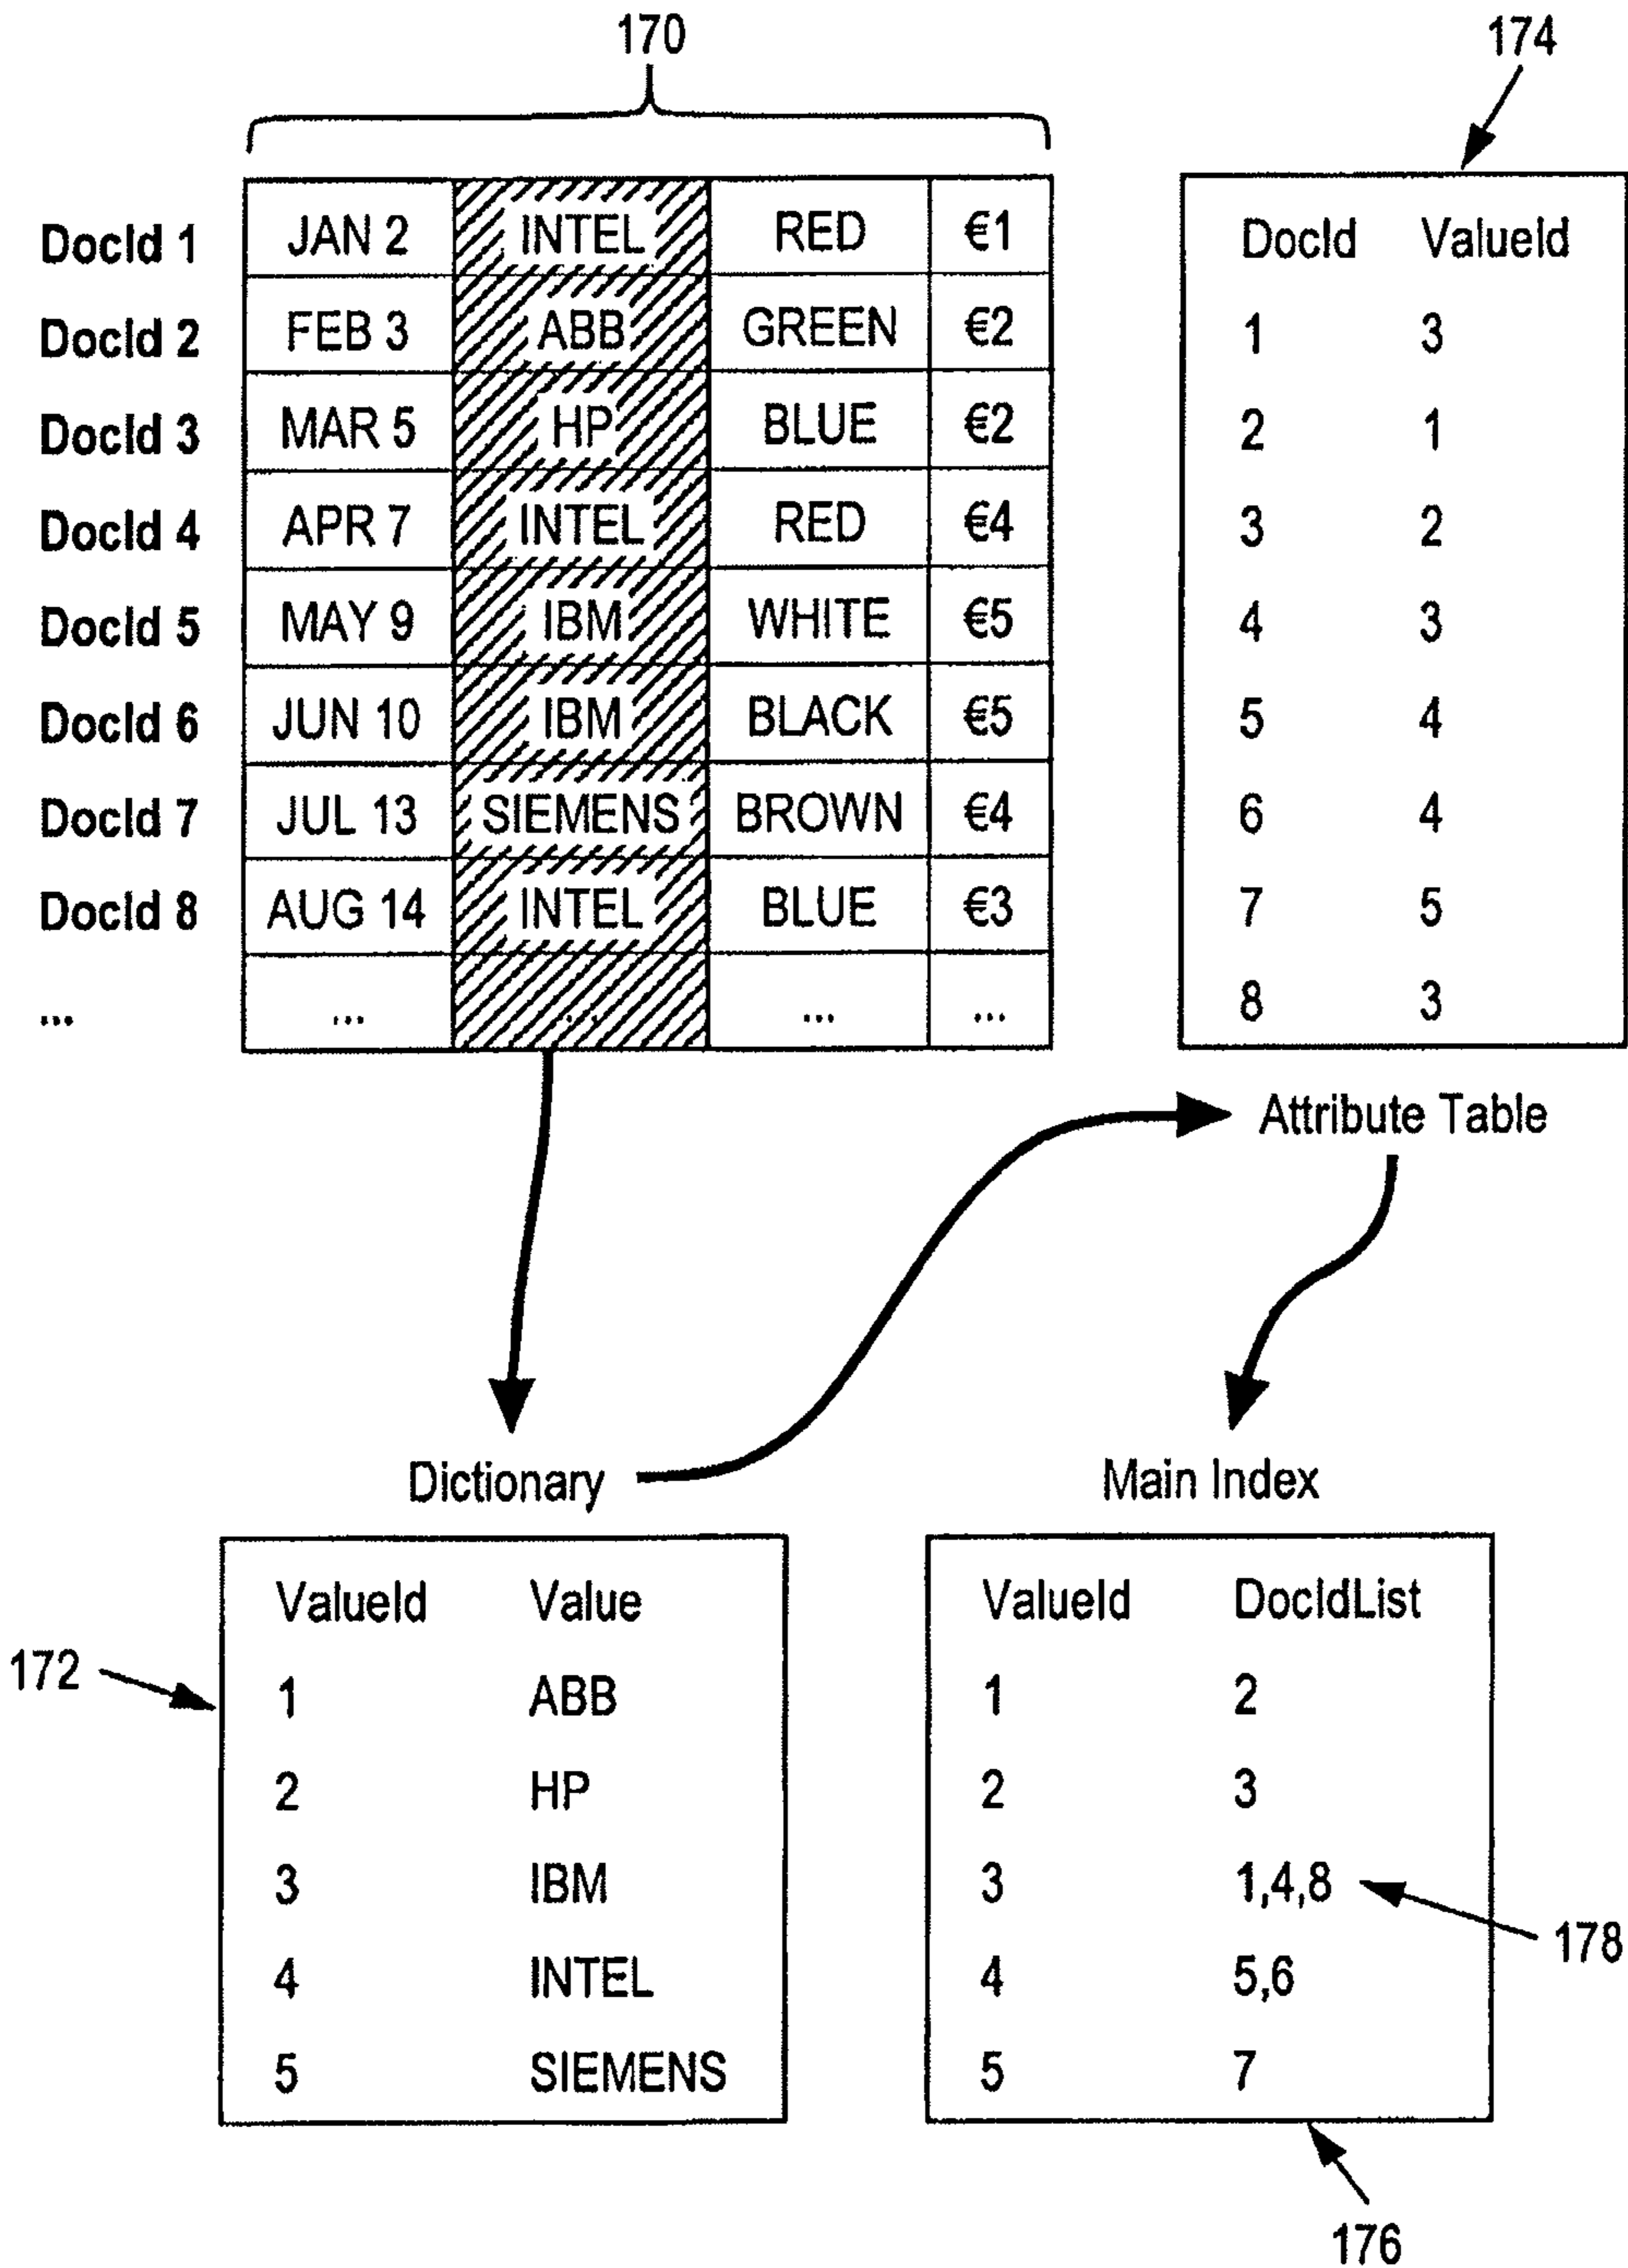 170 174
DocId 1 JAN 2 INTEL RED €1
DocId 2 FEB 3 ABB GREEN €2
DocId 3 MAR 5 HP BLUE €2
DocId 4 APR 7 INTEL RED €4
DocId 5 MAY 9 IBM WHITE €5
DocId 6 JUN 10 IBM BLACK €5
DocId 7 JUL 13 SIEMENS BROWN €4
DocId 8 AUG 14 INTEL BLUE €3
... ... ... ... ...
DocId ValueId
1 3
2 1
3 2
4 3
5 4
6 4
7 5
8 3
Attribute Table
Dictionary
ValueId Value
172
1 ABB
2 HP
3 IBM
4 INTEL
5 SIEMENS
Main Index
ValueId DocIdList
1 2
2 3
3 1,4,8
178
4 5,6
5 7
176